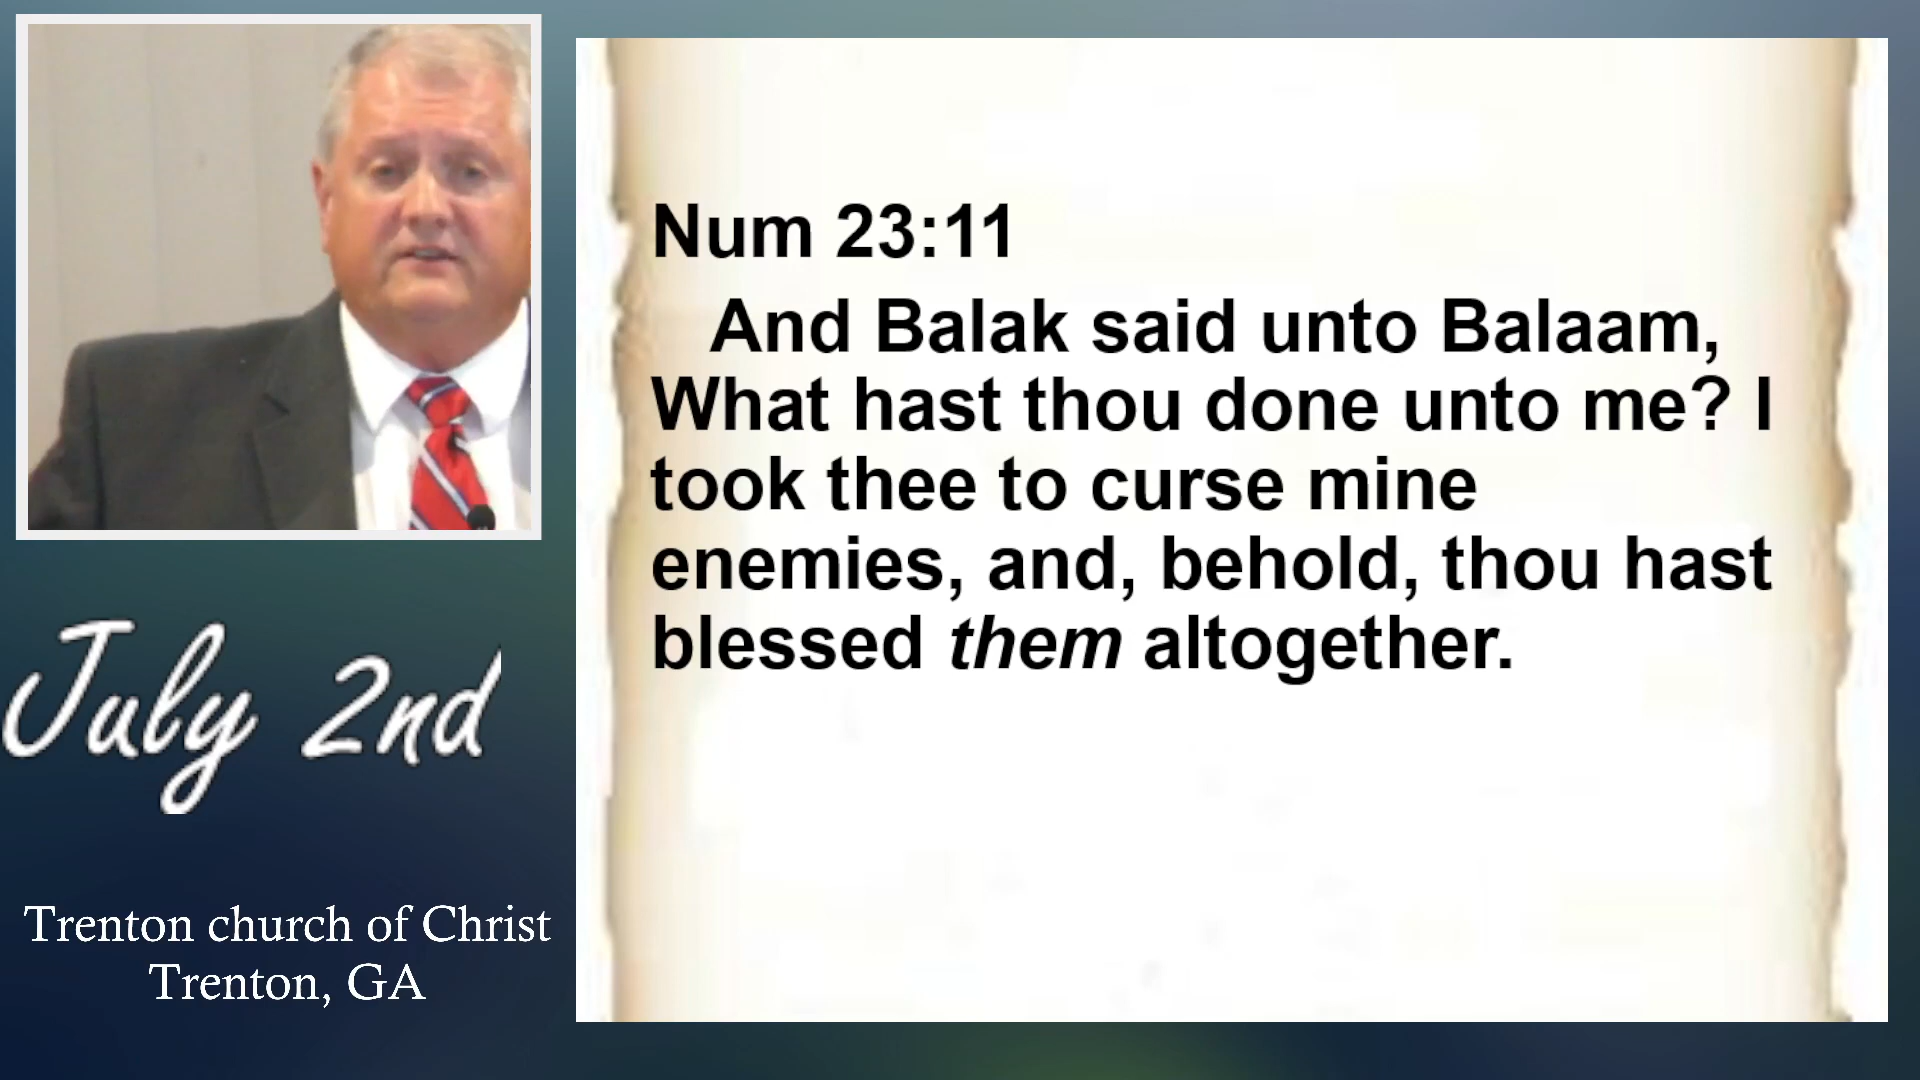 Num 23:11
And Balak said unto Balaam,
What hast thou done unto me? I
took thee to curse mine
enemies, and, behold, thou hast
blessed them altogether.
July 2nd
Trenton church of Christ
Trenton, GA